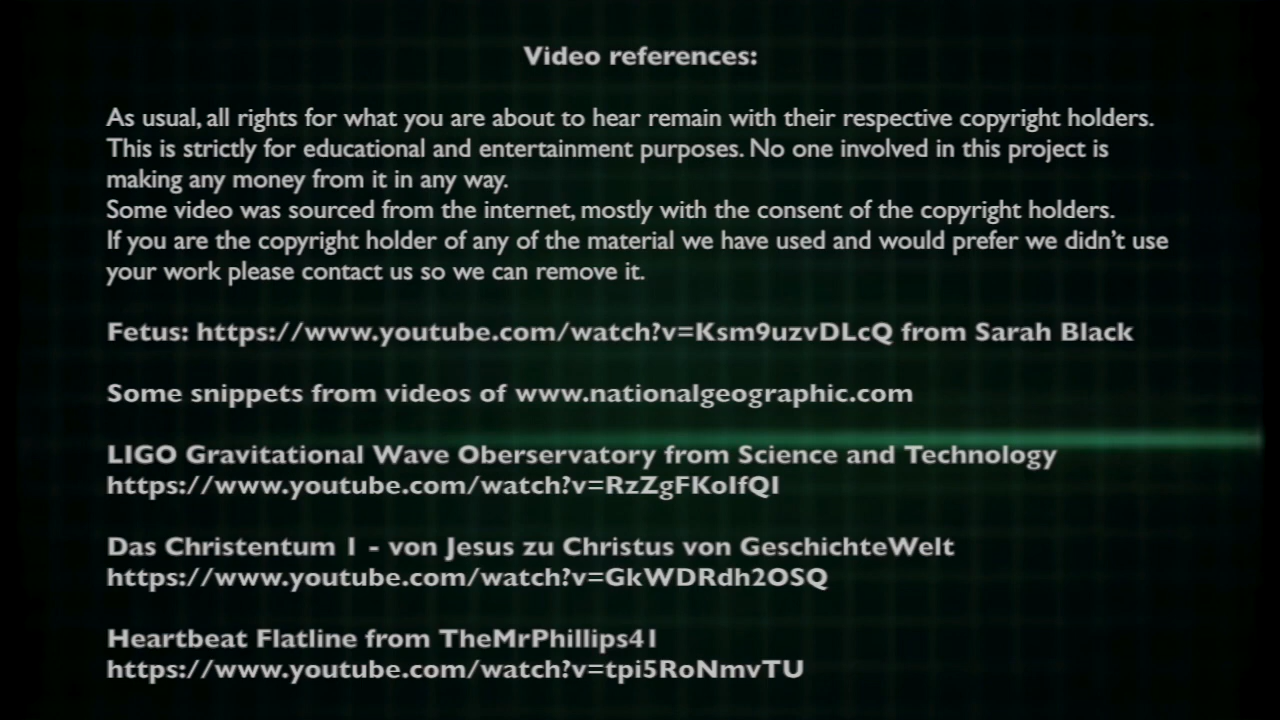 Video references:
As usual, all rights for what you are about to hear remain with their respective copyright holders.
This is strictly for educational and entertainment purposes. No one involved in this project is
making any money from it in any way.
Some video was sourced from the internet, mostly with the consent of the copyright holders.
If you are the copyright holder of any of the material we have used and would prefer we didn't use
your work please contact us so we can remove it.
Fetus: https://www.youtube.com/watch?v=Ksm9uzvDLcQ from Sarah Black
Some snippets from videos of www.nationalgeographic.com
LIGO Gravitational Wave Oberservatory from Science and Technology
https://www.youtube.com/watch?v=RzZgFKoIfQI
Das Christentum 1 - von Jesus zu Christus von GeschichteWelt
https://www.youtube.com/watch?v=GkWDRdh2OSQ
Heartbeat Flatline from TheMrPhillips41
https://www.youtube.com/watch?v=tpi5RoNmvTU